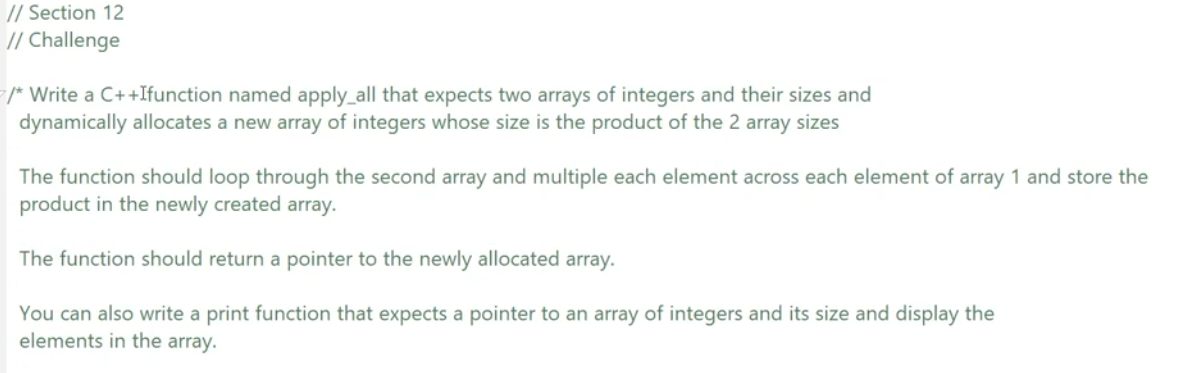 // Section 12
// Challenge
/* Write a C++ function named apply_all that expects two arrays of integers and their sizes and
dynamically allocates a new array of integers whose size is the product of the 2 array sizes
The function should loop through the second array and multiple each element across each element of array 1 and store the
product in the newly created array.
The function should return a pointer to the newly allocated array.
You can also write a print function that expects a pointer to an array of integers and its size and display the
elements in the array.